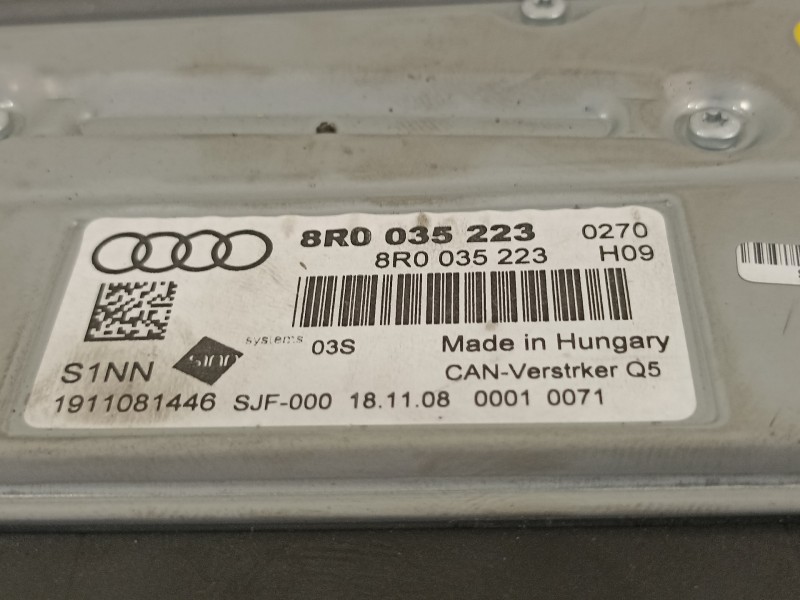 8R0 035 223 0270
8R0 035 223 H09
systems 03S Made in Hungary
S1NN CAN-Verstrker Q5
1911081446 SJF-000 18.11.08 0001 0071